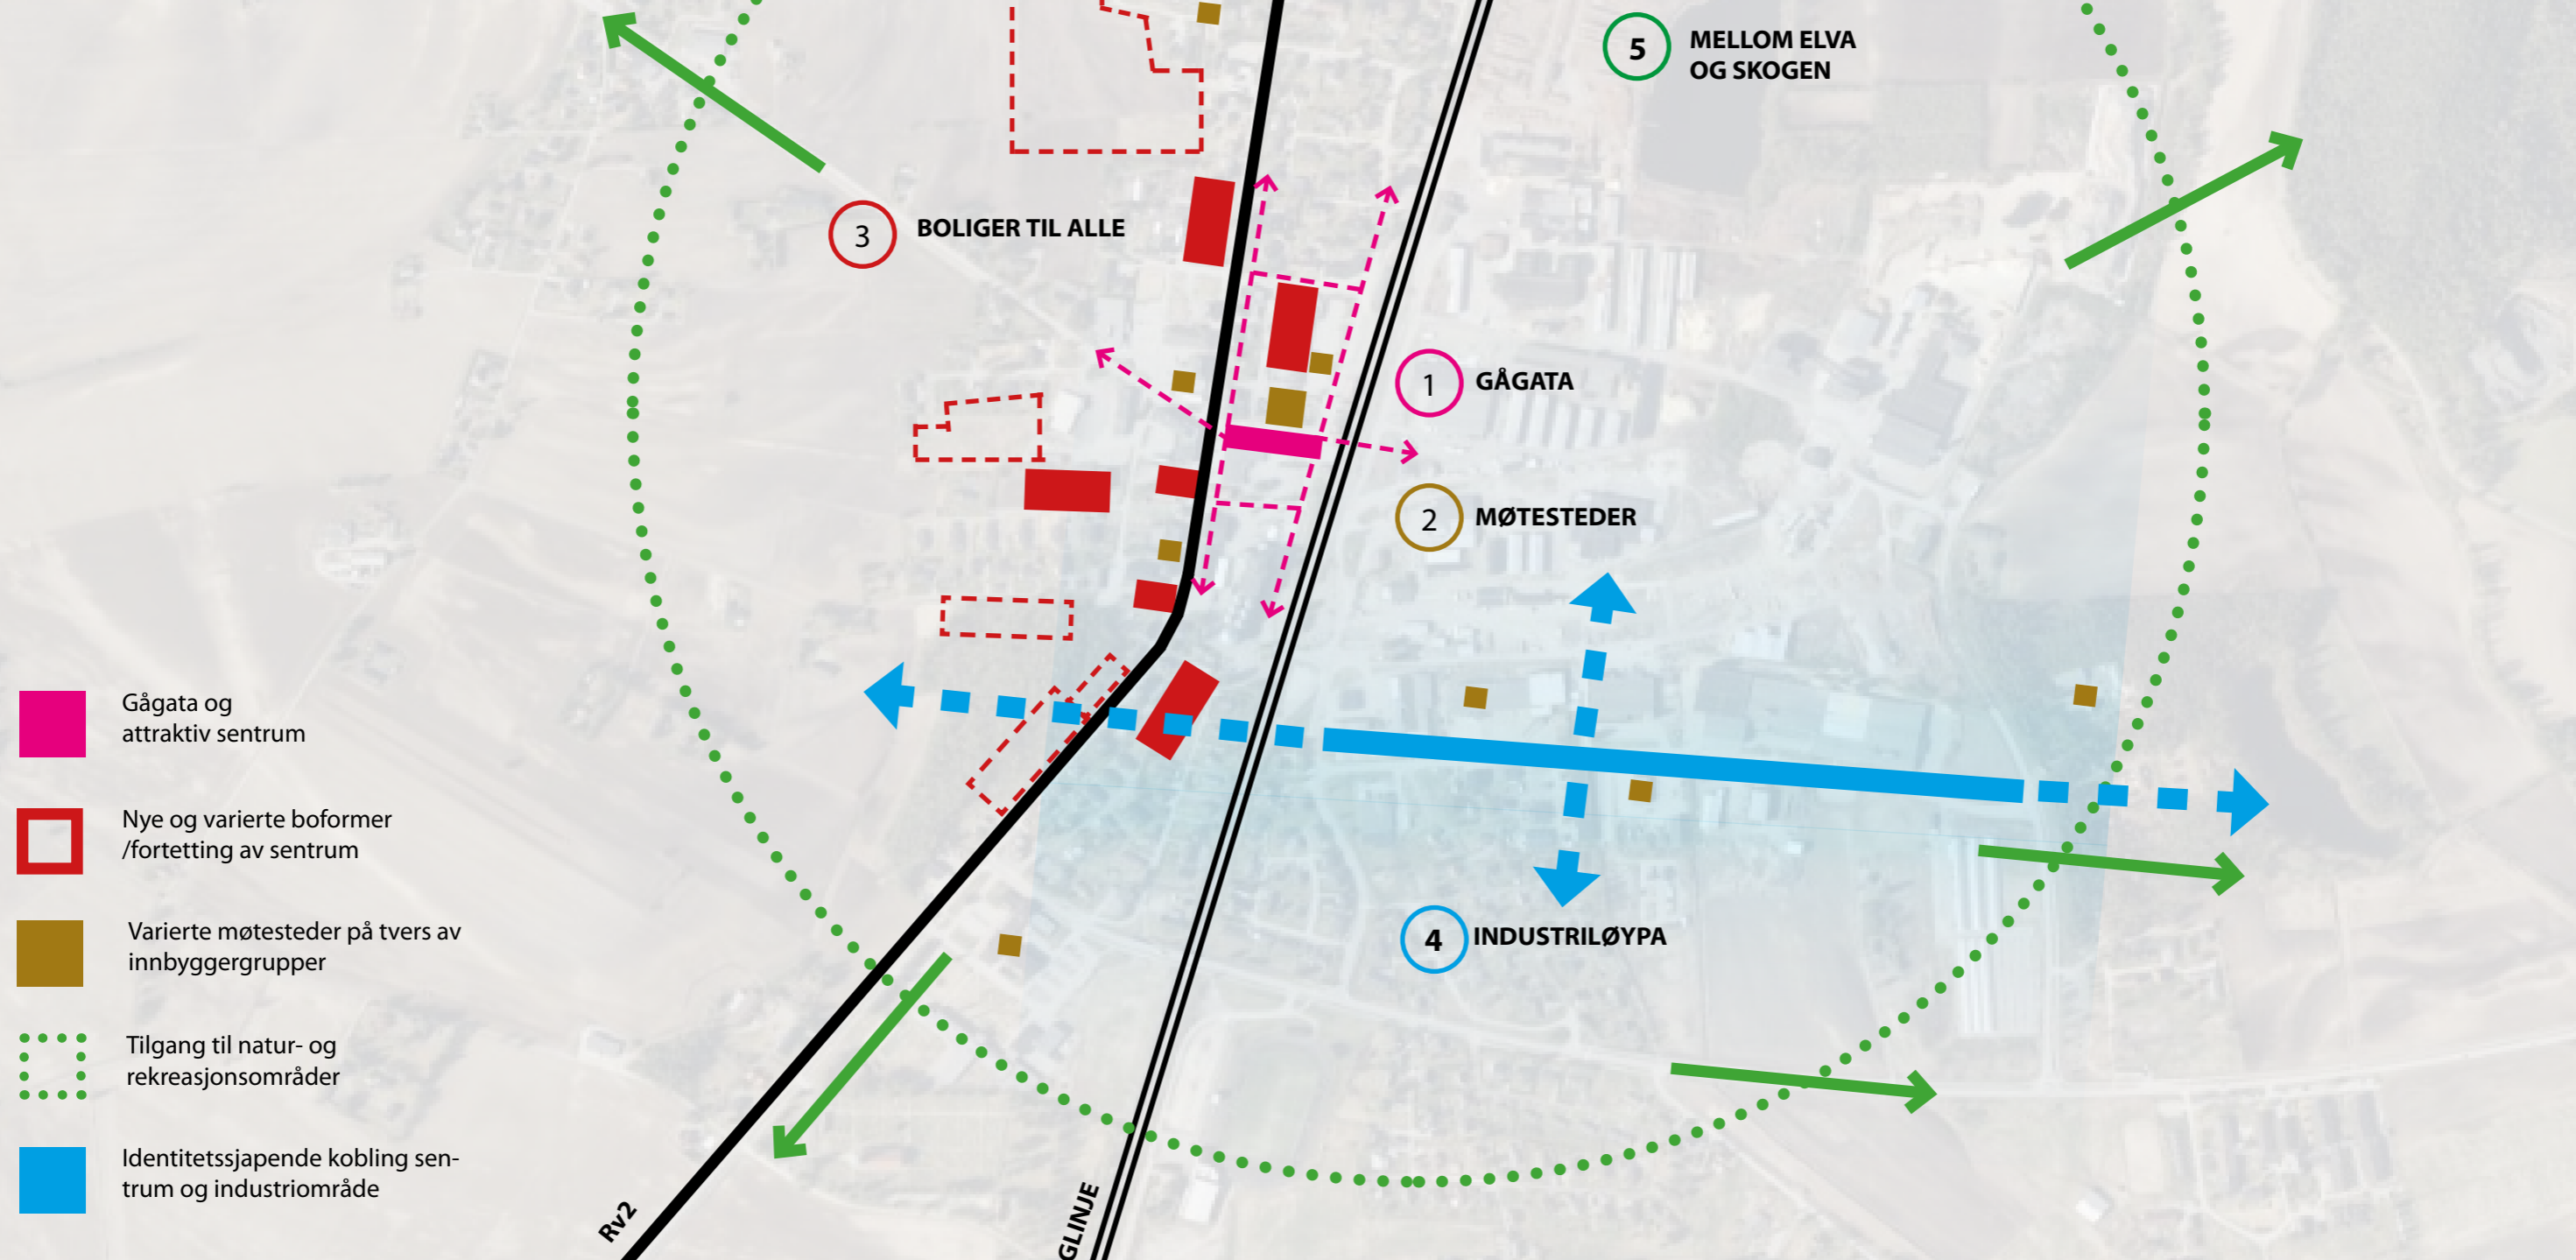 5
MELLOM ELVA
OG SKOGEN
3
BOLIGER TIL ALLE
1
GÅGATA
2
MØTESTEDER
Gågata og
attraktiv sentrum
Nye og varierte boformer
/fortetting av sentrum
Varierte møtesteder på tvers av
innbyggergrupper
4
INDUSTRILØYPA
Tilgang til natur- og
rekreasjonsområder
Identitetssjapende kobling sen-
trum og industriområde
Rv2
GLINJE